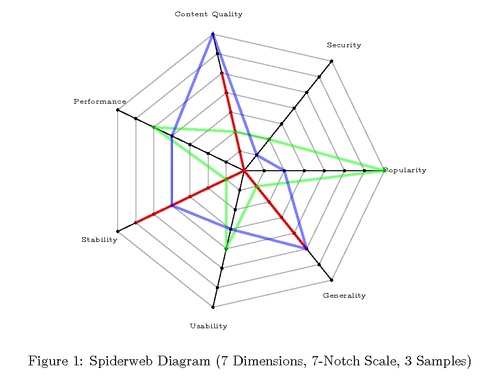 Content Quality
Security
Performance
Popularity
Stability
Generality
Usability
Figure 1: Spiderweb Diagram (7 Dimensions, 7-Notch Scale, 3 Samples)